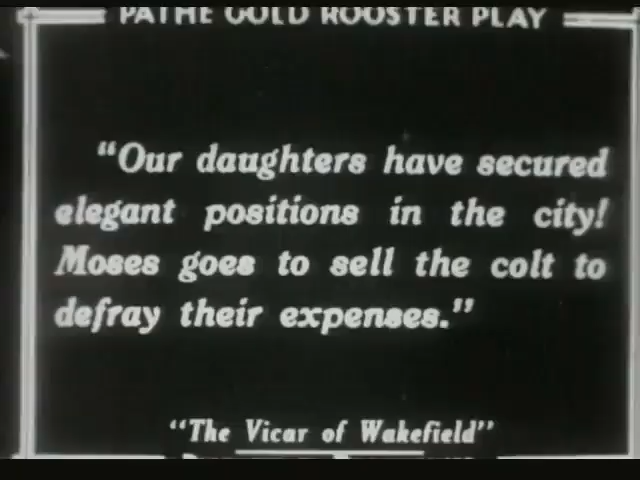 PATHE GOLD ROOSTER PLAY
"Our daughters have secured
elegant positions in the city!
Moses goes to sell the colt to
defray their expenses."
"The Vicar of Wakefield"